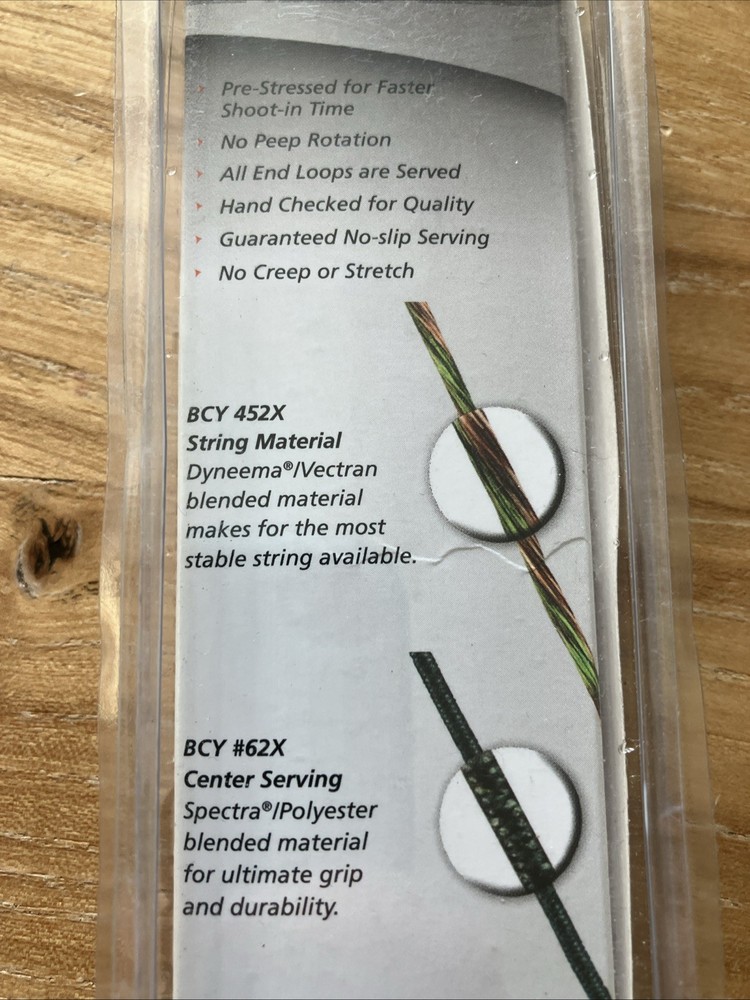 Pre-Stressed for Faster
Shoot-in Time
No Peep Rotation
All End Loops are Served
Hand Checked for Quality
Guaranteed No-slip Serving
No Creep or Stretch
BCY 452X
String Material
Dyneema®/Vectran
blended material
makes for the most
stable string available.
BCY #62X
Center Serving
Spectra®/Polyester
blended material
for ultimate grip
and durability.